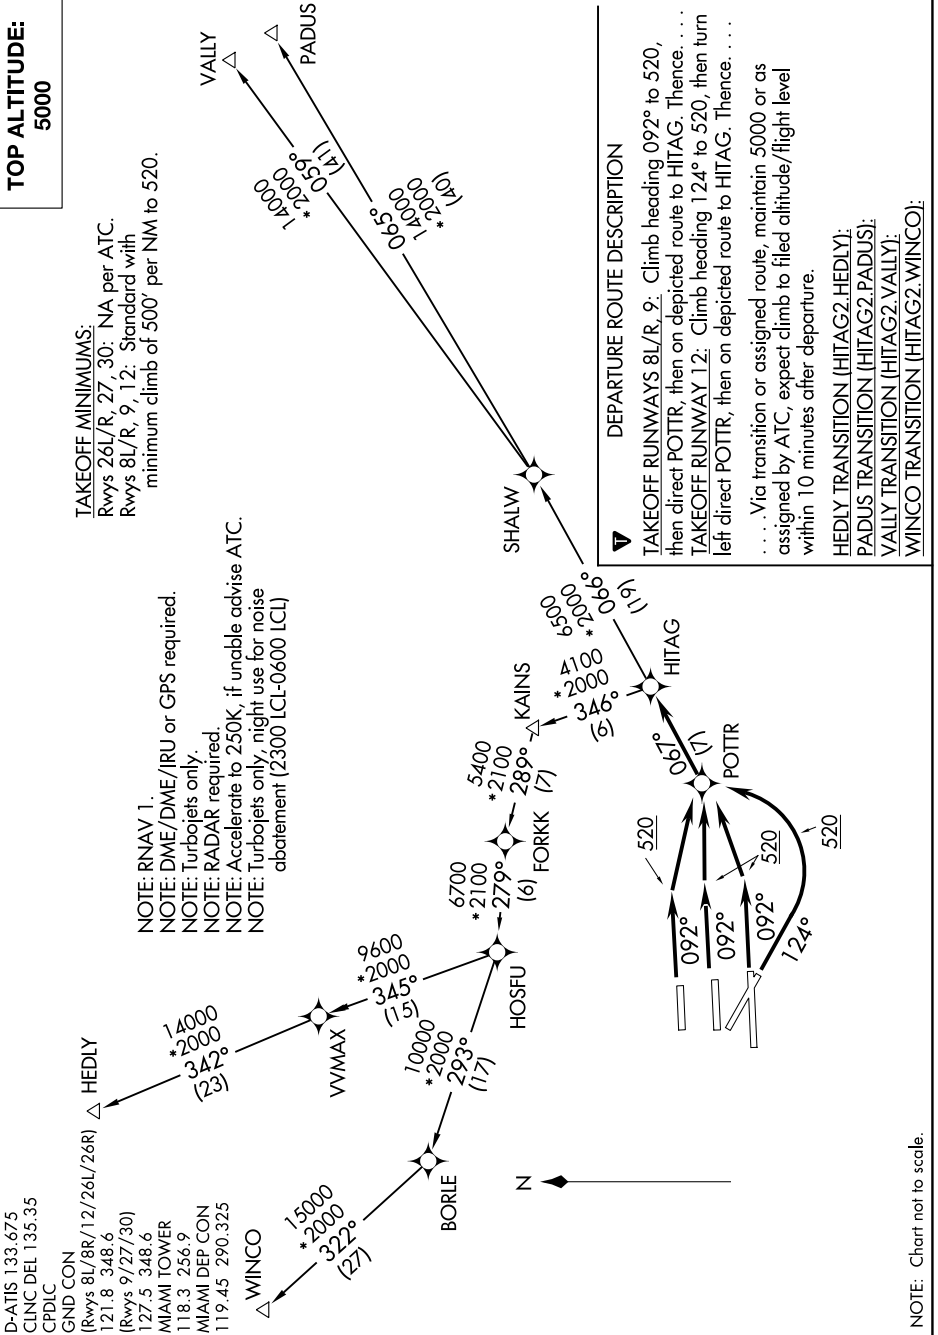 TOP ALTITUDE:
5000
D-ATIS 133.675
CLNC DEL 135.35
CPDLC
GND CON
(Rwys 8L/8R/12/26L/26R)
121.8 348.6
(Rwys 9/27/30)
127.5 348.6
MIAMI TOWER
118.3 256.9
MIAMI DEP CON
119.45 290.325
NOTE: RNAV 1.
NOTE: DME/DME/IRU or GPS required.
NOTE: Turbojets only.
NOTE: RADAR required.
NOTE: Accelerate to 250K, if unable advise ATC.
NOTE: Turbojets only, night use for noise
abatement (2300 LCL-0600 LCL)
TAKEOFF MINIMUMS:
Rwys 26L/R, 27, 30: NA per ATC.
Rwys 8L/R, 9, 12: Standard with
minimum climb of 500' per NM to 520.
VALLY
PADUS
14000
*2000
059°
(41)
065°
14000
*2000
(40)
SHALW
6500
*2000
066°
(19)
HITAG
4100
*2000
346°
(6)
KAINS
5400
*2100
289°
(7)
FORKK
6700
*2100
279°
(6)
HOSFU
9600
*2000
345°
(15)
VVMAX
14000
*2000
342°
(23)
HEDLY
10000
*2000
293°
(17)
BORLE
15000
*2000
322°
(27)
WINCO
067°
(7)
POTTR
520
520
520
092°
092°
092°
124°
N
NOTE: Chart not to scale.
T
DEPARTURE ROUTE DESCRIPTION
TAKEOFF RUNWAYS 8L/R, 9: Climb heading 092° to 520,
then direct POTTR, then on depicted route to HITAG. Thence. . . .
TAKEOFF RUNWAY 12: Climb heading 124° to 520, then turn
left direct POTTR, then on depicted route to HITAG. Thence. . . .
. . . .Via transition or assigned route, maintain 5000 or as
assigned by ATC, expect climb to filed altitude/flight level
within 10 minutes after departure.
HEDLY TRANSITION (HITAG2.HEDLY):
PADUS TRANSITION (HITAG2.PADUS):
VALLY TRANSITION (HITAG2.VALLY):
WINCO TRANSITION (HITAG2.WINCO):